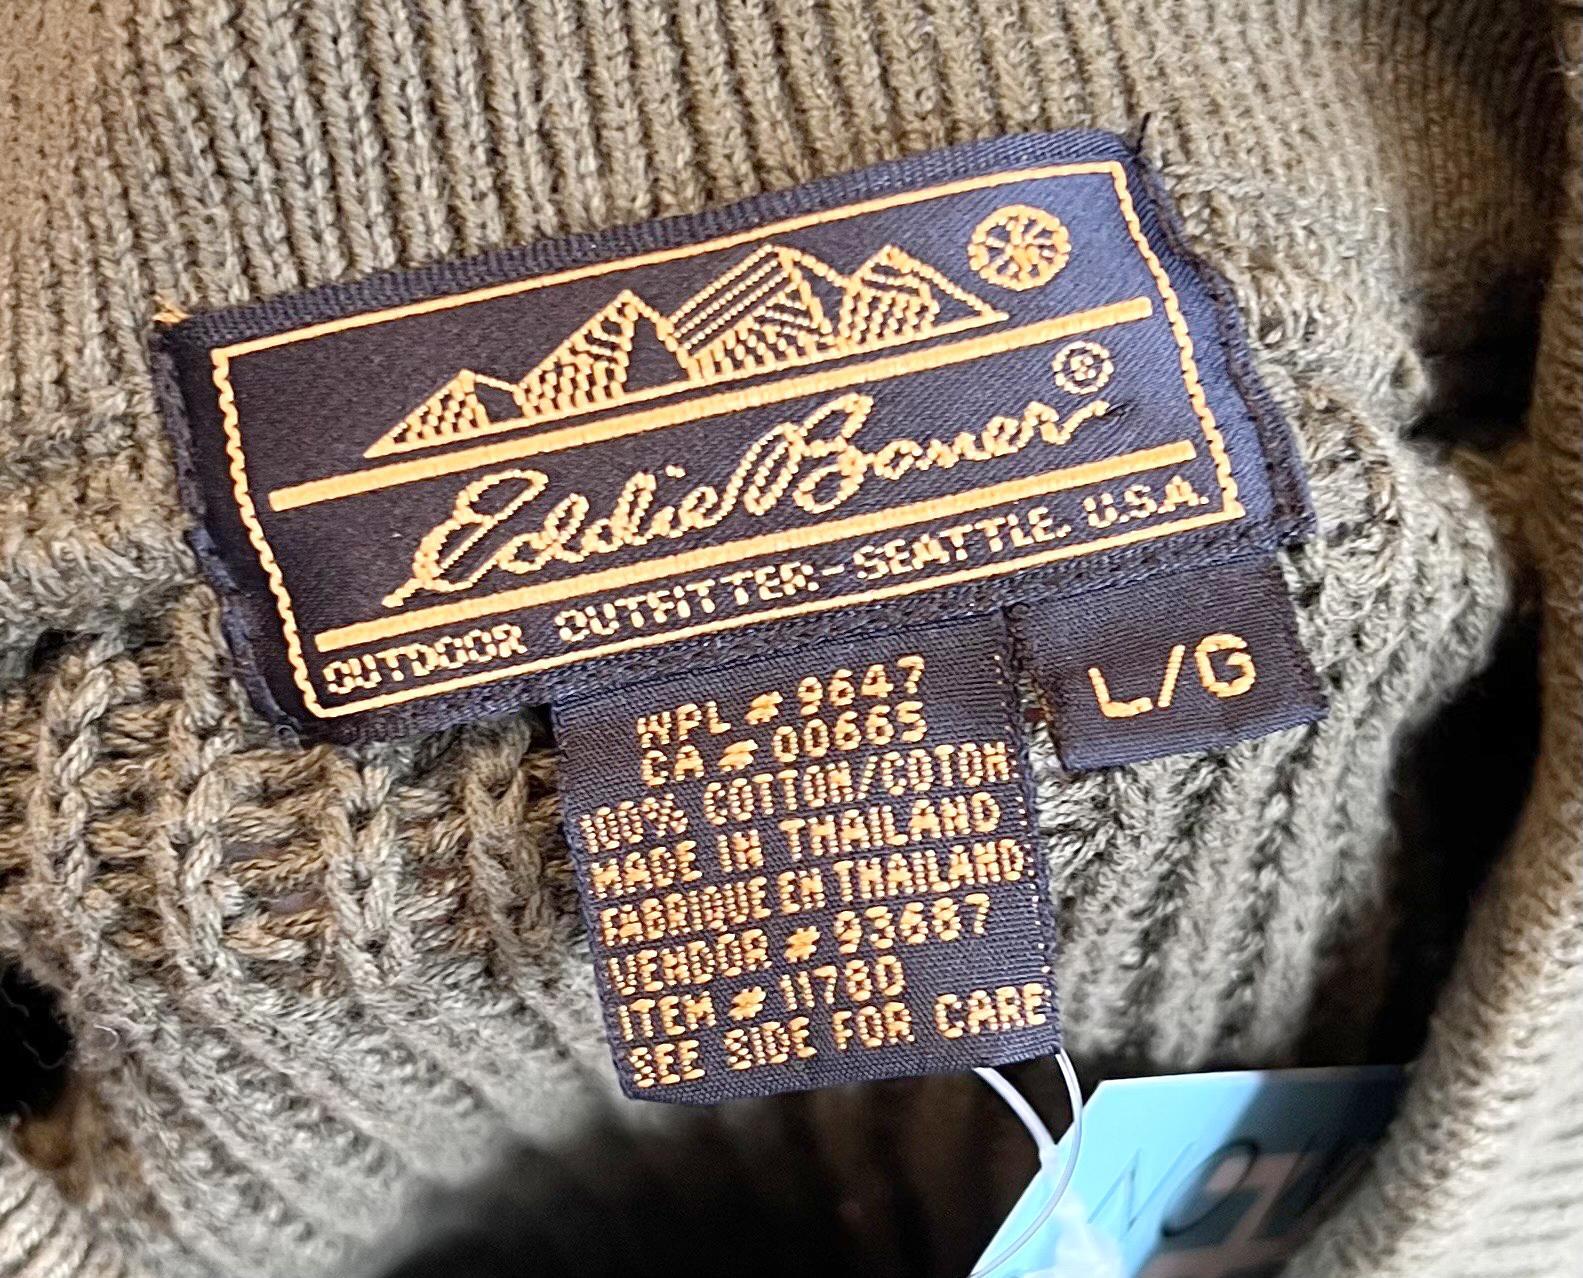 Eddie Bauer®
OUTDOOR OUTFITTER-SEATTLE, U.S.A.
L/G
WPL # 9647
CA # 00665
100% COTTON/COTON
MADE IN THAILAND
FABRIQUE EN THAILAND
VENDOR # 93687
ITEM # 11780
SEE SIDE FOR CARE